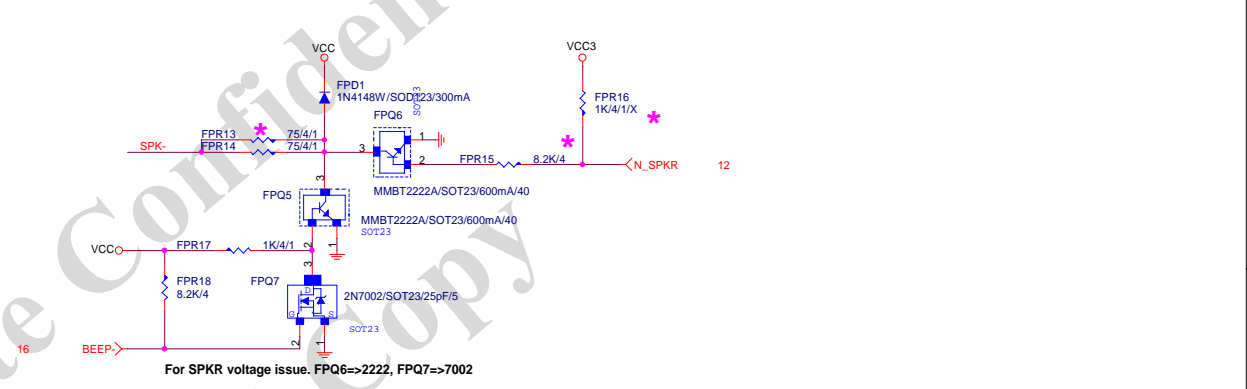 te Confiden
Copy
VCC
VCC3
FPD1
1N4148W/SOD123/300mA
SOT23
FPQ6
FPR16
1K/4/1/X
*
*
*
FPR13
75/4/1
SPK-
FPR14
75/4/1
3
1
2
FPR15
8.2K/4
N_SPKR
12
MMBT2222A/SOT23/600mA/40
3
FPQ5
MMBT2222A/SOT23/600mA/40
SOT23
2
1
VCC
FPR17
1K/4/1
3
FPR18
8.2K/4
FPQ7
D
G
S
2N7002/SOT23/25pF/5
SOT23
2
1
16
BEEP-
For SPKR voltage issue. FPQ6=>2222, FPQ7=>7002